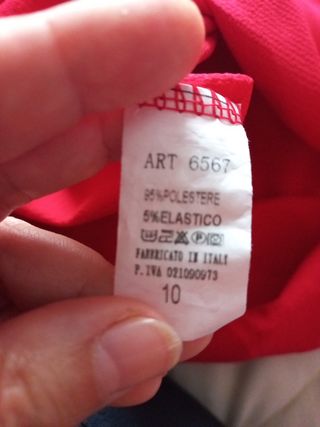 ART 6567
95%POLESTERE
5%ELASTICO
FABBRICATO IN ITALI
P.IVA 021090973
10